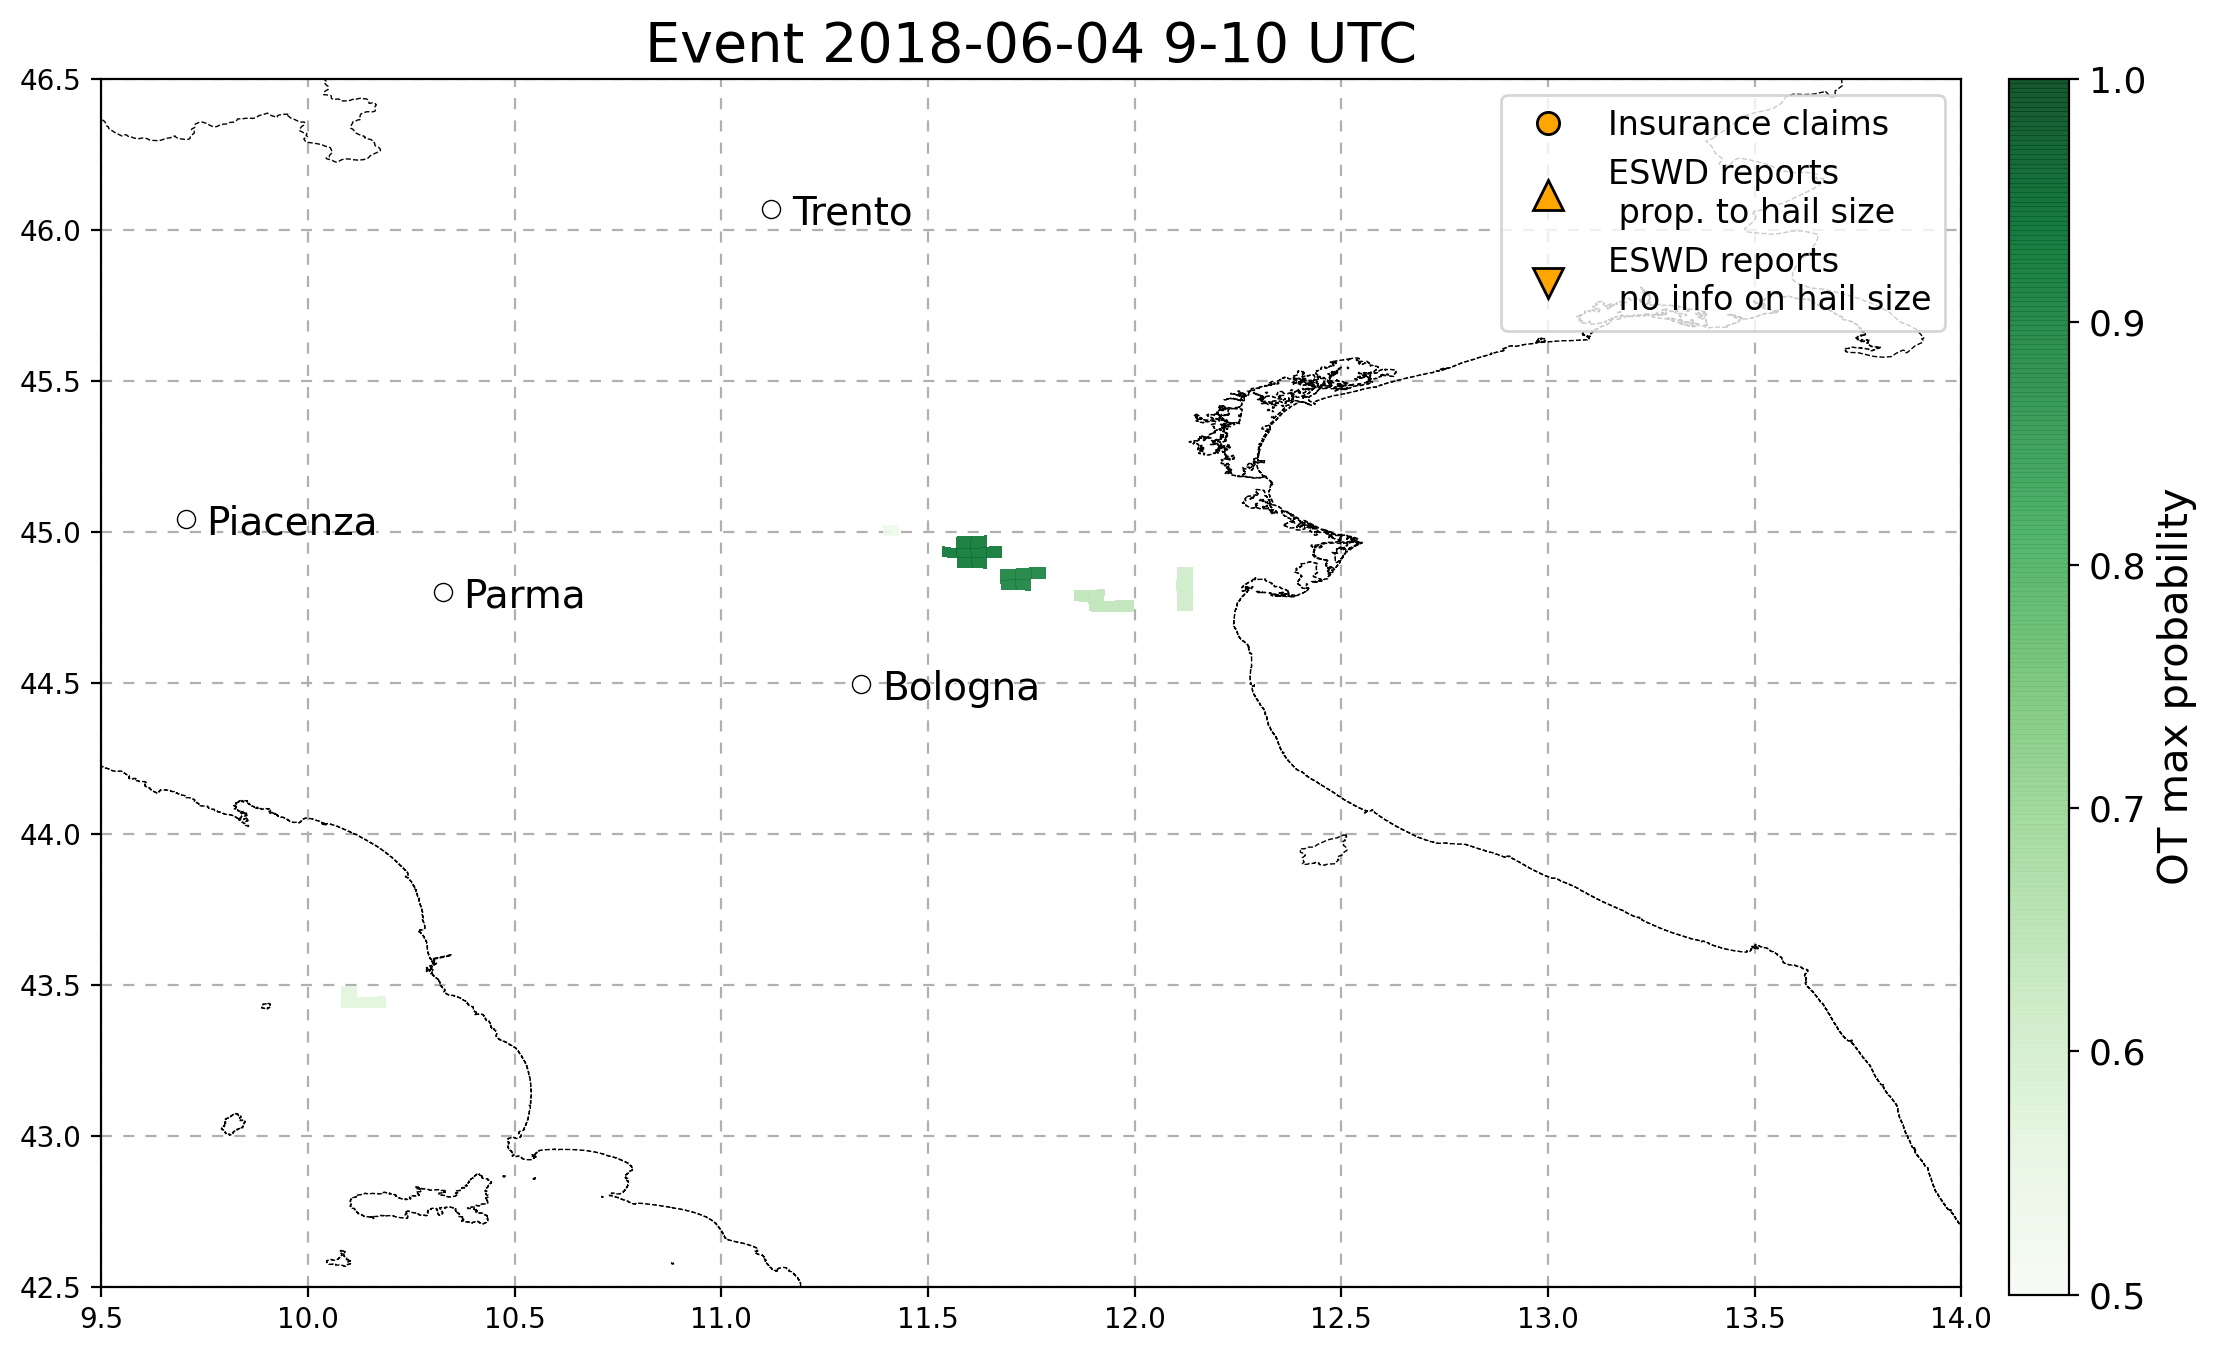 Event 2018-06-04 9-10 UTC
46.5
46.0
45.5
45.0
44.5
44.0
43.5
43.0
42.5
9.5
10.0
10.5
11.0
11.5
12.0
12.5
13.0
13.5
14.0
Trento
Piacenza
Parma
Bologna
Insurance claims
ESWD reports
prop. to hail size
ESWD reports
no info on hail size
1.0
0.9
0.8
0.7
0.6
0.5
OT max probability